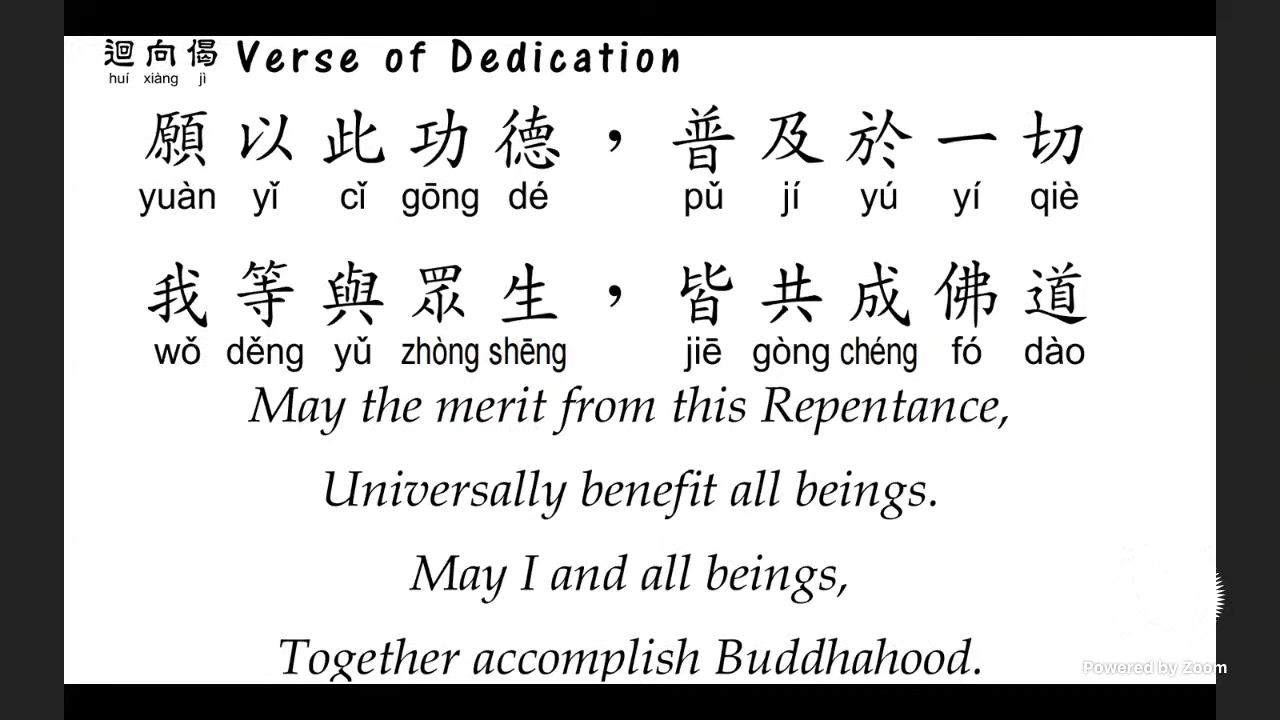 迴向偈 Verse of Dedication
huí xiàng jì
願以此功德，普及於一切
yuàn yǐ cǐ gōng dé pǔ jí yú yí qiè
我等與眾生，皆共成佛道
wǒ děng yǔ zhòng shēng jiē gòng chéng fó dào
May the merit from this Repentance,
Universally benefit all beings.
May I and all beings,
Together accomplish Buddhahood.
Powered by Zoom